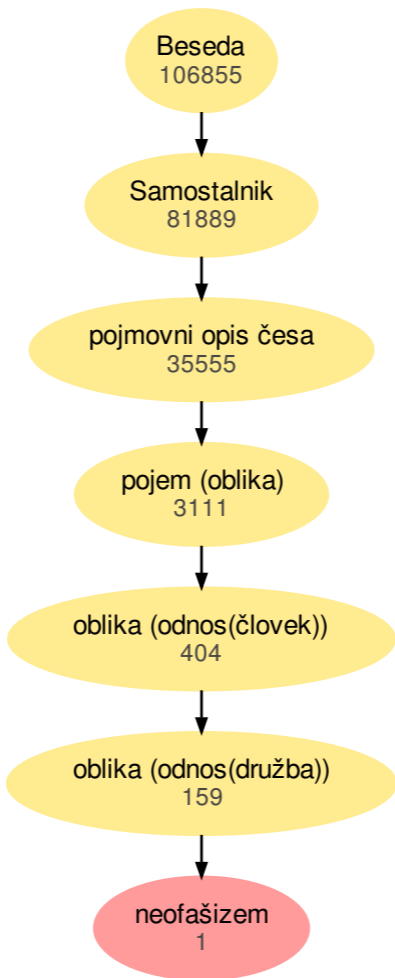 Beseda
106855
Samostalnik
81889
pojmovni opis česa
35555
pojem (oblika)
3111
oblika (odnos(človek))
404
oblika (odnos(družba))
159
neofašizem
1